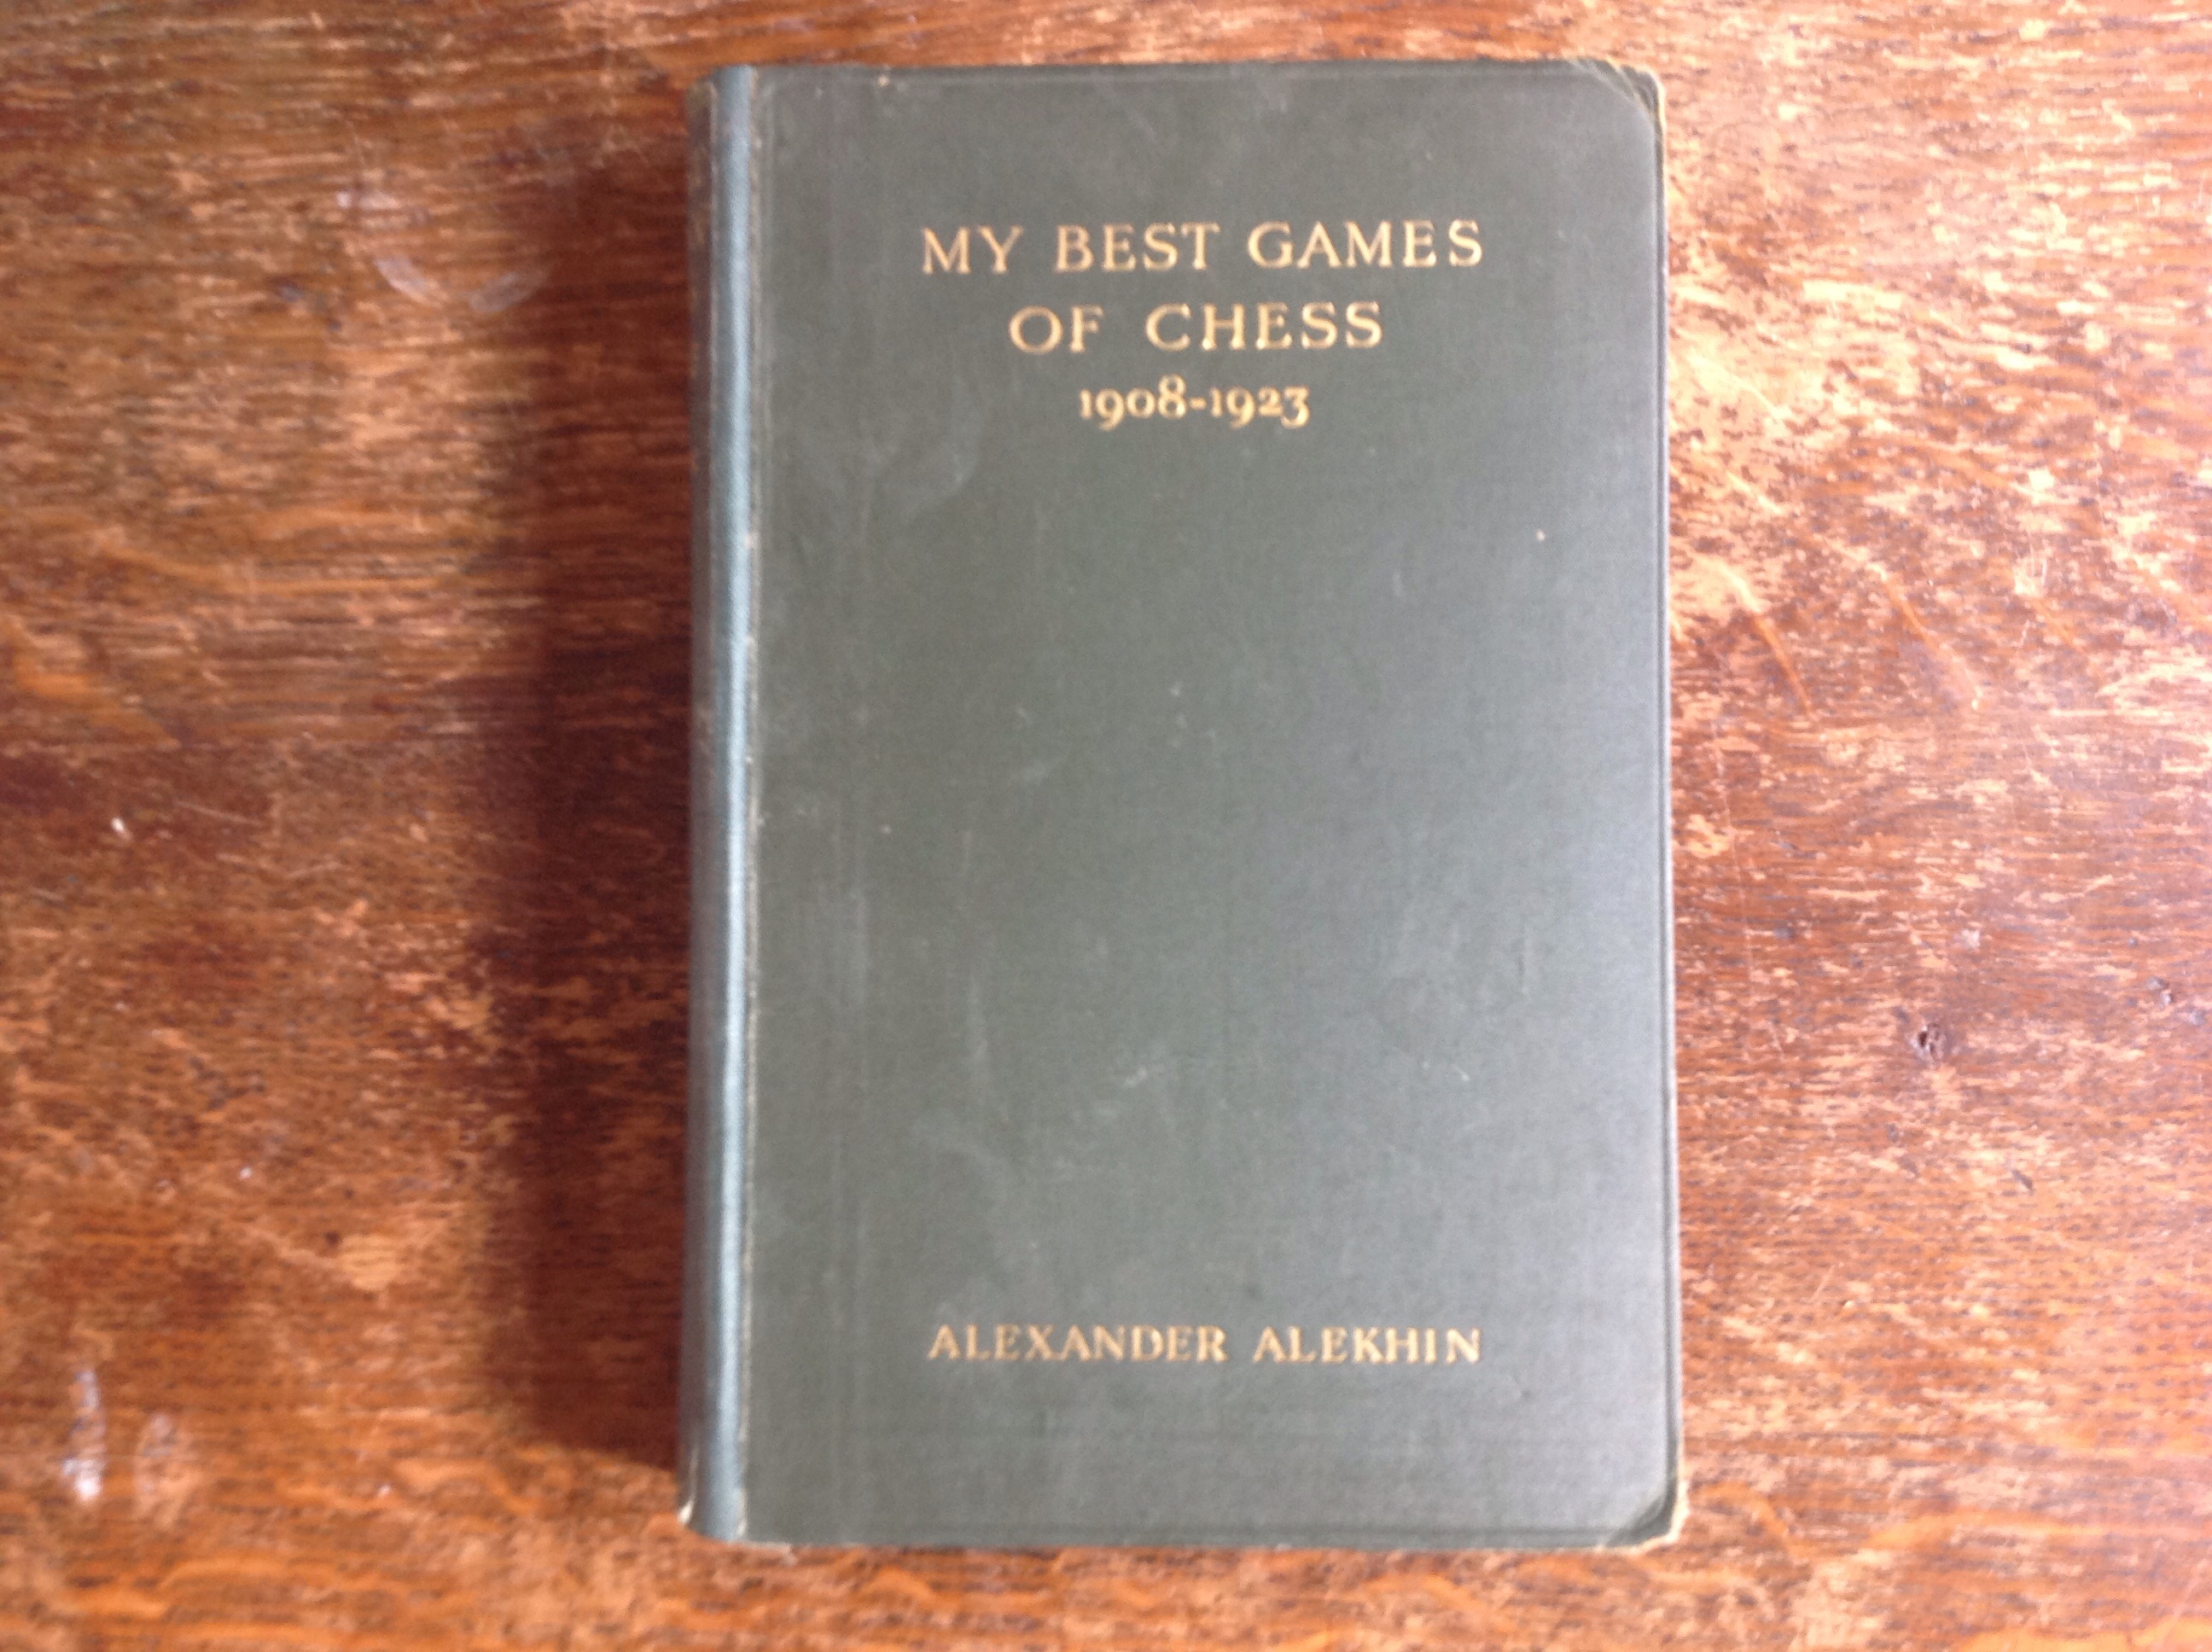 MY BEST GAMES
OF CHESS
1908-1923
ALEXANDER ALEKHIN